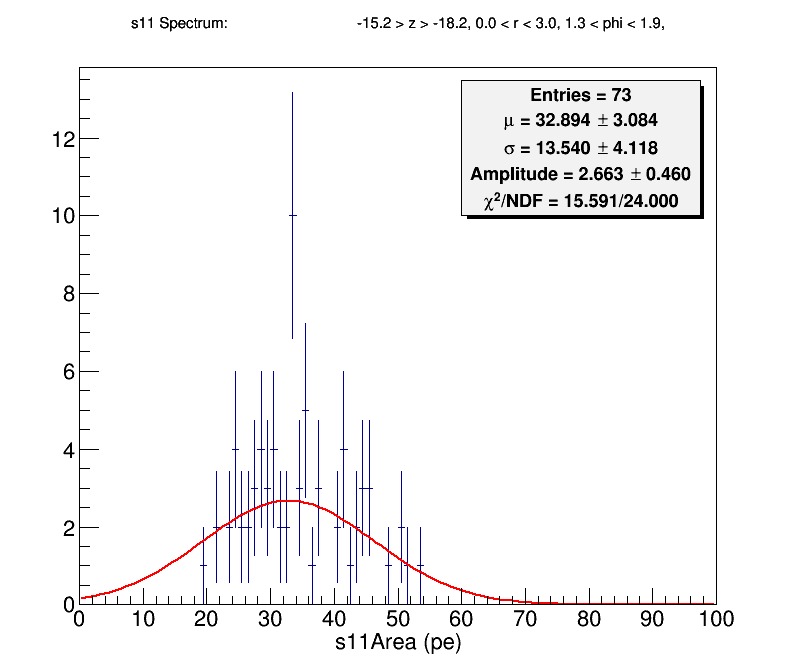 s11 Spectrum: -15.2 > z > -18.2, 0.0 < r < 3.0, 1.3 < phi < 1.9,
Entries = 73
μ = 32.894 ± 3.084
σ = 13.540 ± 4.118
Amplitude = 2.663 ± 0.460
χ²/NDF = 15.591/24.000
12
10
8
6
4
2
0
0 10 20 30 40 50 60 70 80 90 100
s11Area (pe)